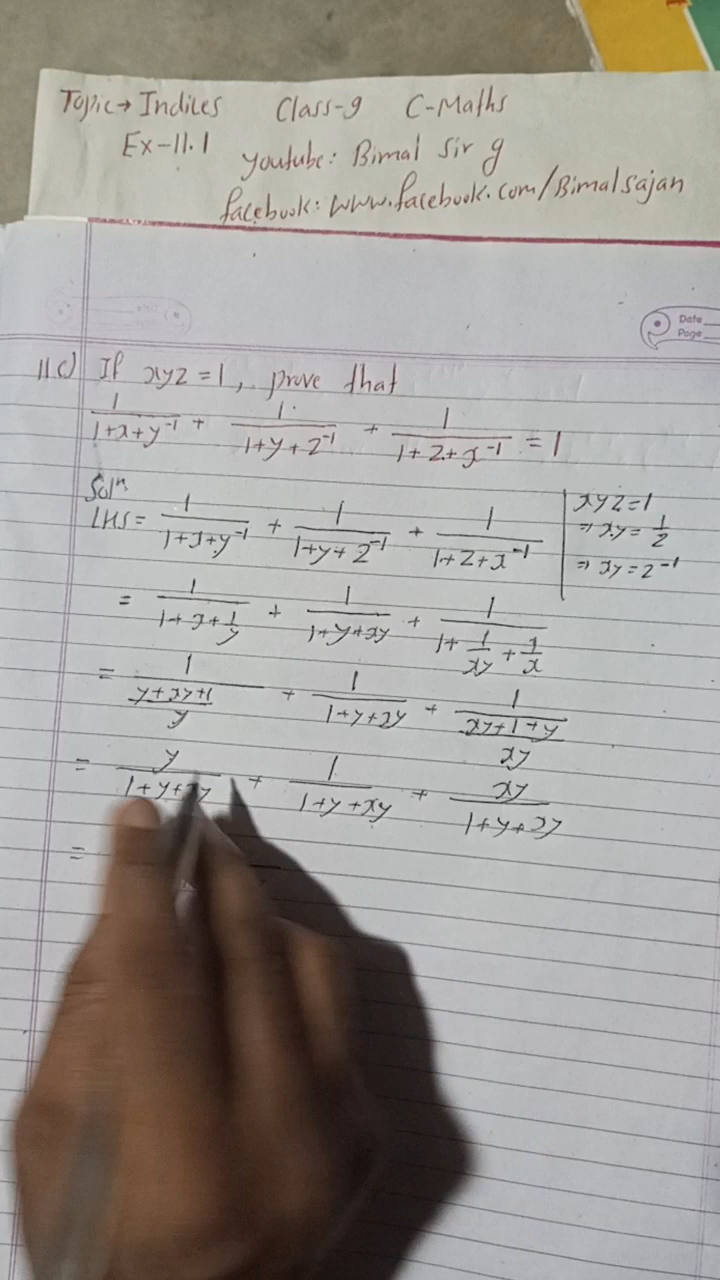 Topic → Indices Class-9 C-Maths
Ex-11.1 youtube: Bimal Sir g
facebook: www.facebook.com/Bimalsajan
Date
Page
11c) If xyz = 1, prove that
1/(1+x+y⁻¹) + 1/(1+y+z⁻¹) + 1/(1+z+x⁻¹) = 1
Solⁿ
LHS = 1/(1+x+y⁻¹) + 1/(1+y+z⁻¹) + 1/(1+z+x⁻¹)
xyz=1
⇒ x.y = 1/z
⇒ xy = z⁻¹
= 1/(1+x+1/y) + 1/(1+y+xy) + 1/(1+1/xy+1/x)
= 1/((y+xy+1)/y) + 1/(1+y+xy) + 1/((xy+1+y)/xy)
= y/(1+y+xy) + 1/(1+y+xy) + xy/(1+y+xy)
=